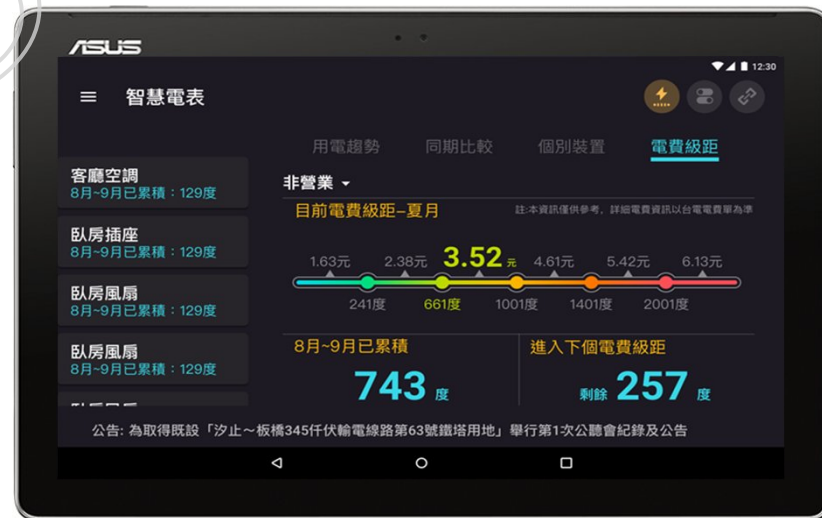 ASUS
12:30
智慧電表
用電趨勢 同期比較 個別裝置 電費級距
客廳空調
8月~9月已累積：129度
臥房插座
8月~9月已累積：129度
臥房風扇
8月~9月已累積：129度
臥房風扇
8月~9月已累積：129度
非營業
目前電費級距–夏月
註:本資訊僅供參考，詳細電費資訊以台電電費單為準
1.63元 2.38元 3.52元 4.61元 5.42元 6.13元
241度 661度 1001度 1401度 2001度
8月~9月已累積
743 度
進入下個電費級距
剩餘 257 度
公告: 為取得既設「汐止～板橋345仟伏輸電線路第63號鐵塔用地」舉行第1次公聽會紀錄及公告